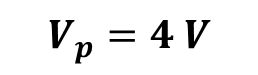 Vₚ = 4 V